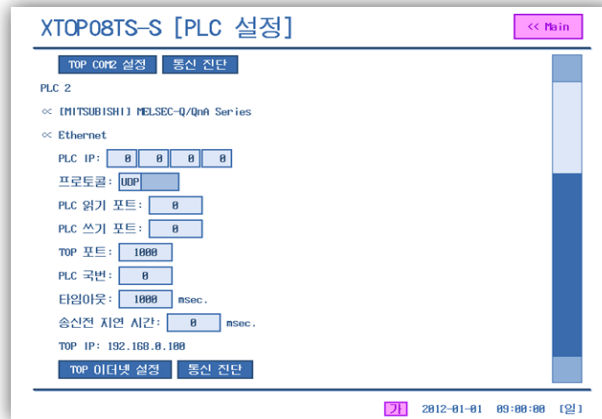 XTOP08TS-S [PLC 설정]
<< Main
TOP COM2 설정 통신 진단
PLC 2
∝ [MITSUBISHI] MELSEC-Q/QnA Series
∝ Ethernet
PLC IP: 0 0 0 0
프로토콜: UDP
PLC 읽기 포트: 0
PLC 쓰기 포트: 0
TOP 포트: 1000
PLC 국번: 0
타임아웃: 1000 msec.
송신전 지연 시간: 0 msec.
TOP IP: 192.168.0.100
TOP 이더넷 설정 통신 진단
가 2012-01-01 09:00:00 [일]